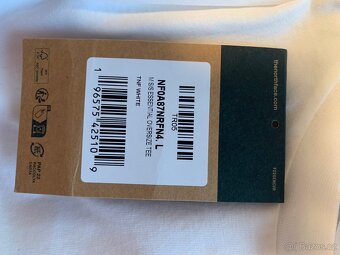 NF0A87NRFN4. L
TR05
M S/S ESSENTIAL OVERSIZE TEE
TNF WHITE
1 96575 42510 9
thenorthface.com